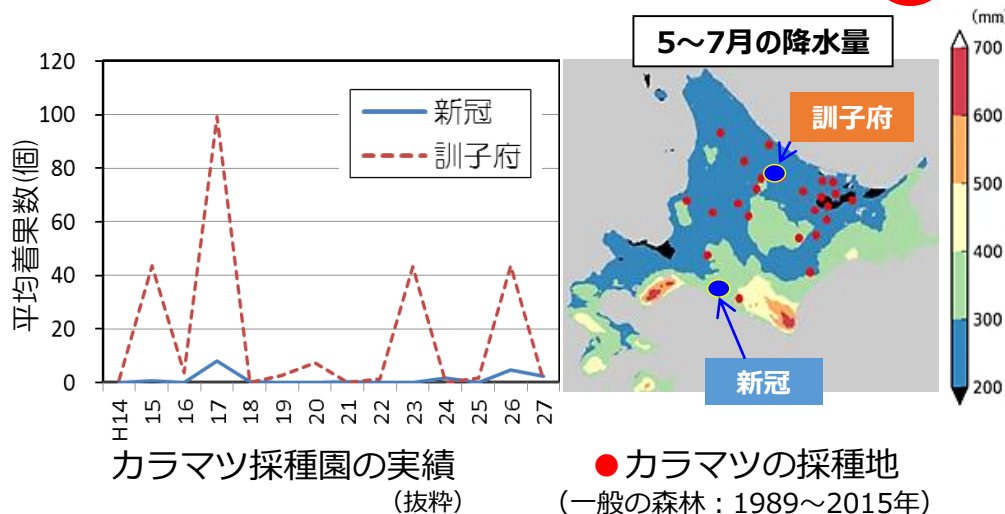 平均着果数(個)
120
100
80
60
40
20
0
新冠
訓子府
H14
15
16
17
18
19
20
21
22
23
24
25
26
27
カラマツ採種園の実績
(抜粋)
5～7月の降水量
訓子府
新冠
(mm)
700
600
500
400
300
200
カラマツの採種地
(一般の森林：1989～2015年)